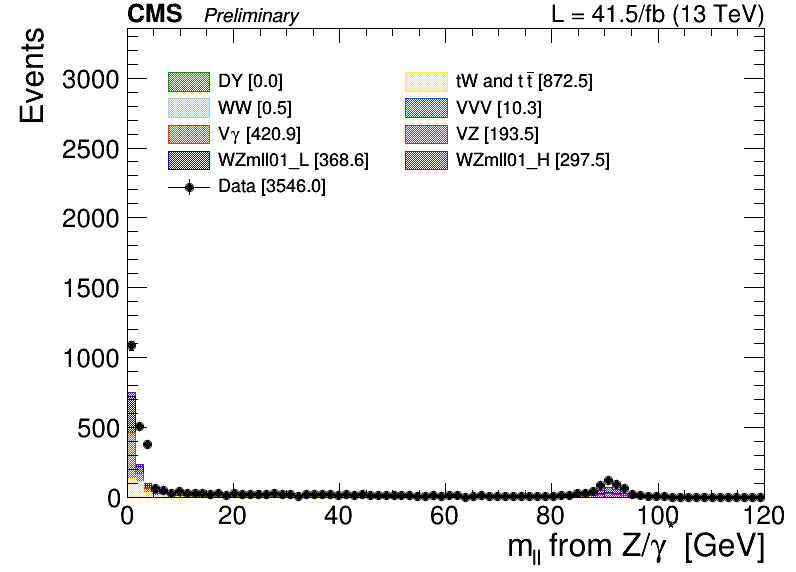 CMS Preliminary L = 41.5/fb (13 TeV)
Events
DY [0.0] tW and tt̅ [872.5]
WW [0.5] VVV [10.3]
Vγ [420.9] VZ [193.5]
WZmll01_L [368.6] WZmll01_H [297.5]
Data [3546.0]
3000
2500
2000
1500
1000
500
0
0 20 40 60 80 100 120
m_ll from Z/γ* [GeV]